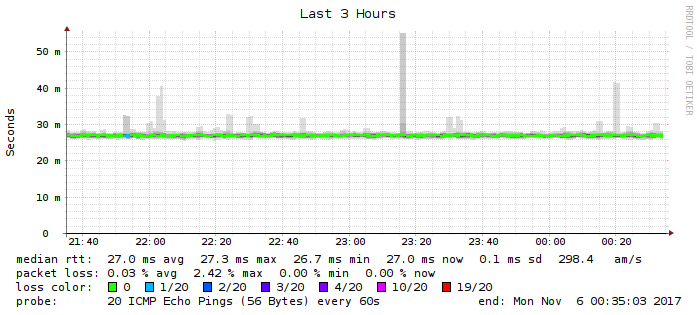 Last 3 Hours
RRDTOOL / TOBI OETIKER
Seconds
50 m
40 m
30 m
20 m
10 m
0
21:40 22:00 22:20 22:40 23:00 23:20 23:40 00:00 00:20
median rtt: 27.0 ms avg 27.3 ms max 26.7 ms min 27.0 ms now 0.1 ms sd 298.4 am/s
packet loss: 0.03 % avg 2.42 % max 0.00 % min 0.00 % now
loss color: 0 1/20 2/20 3/20 4/20 10/20 19/20
probe: 20 ICMP Echo Pings (56 Bytes) every 60s end: Mon Nov 6 00:35:03 2017